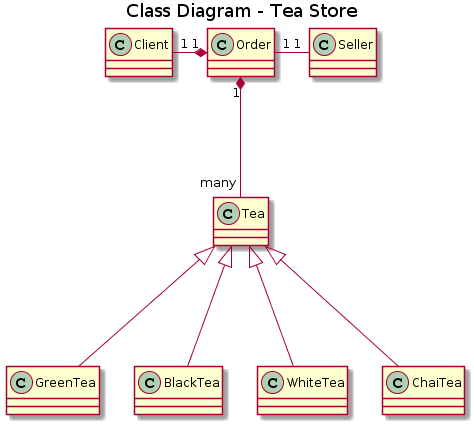 Class Diagram - Tea Store
C Client 1 1 C Order 1 1 C Seller
1
many
C Tea
C GreenTea C BlackTea C WhiteTea C ChaiTea